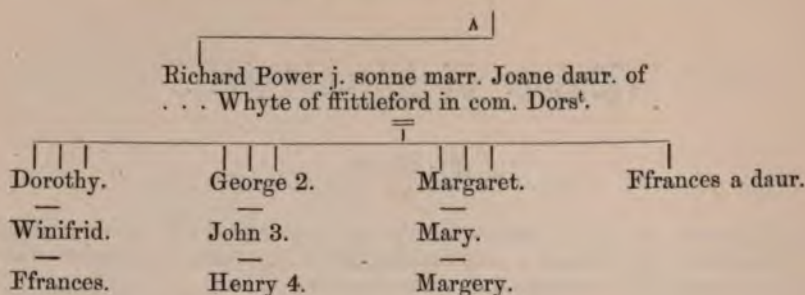 A
Richard Power j. sonne marr. Joane daur. of
. . . Whyte of ffittleford in com. Dorsᵗ.
Dorothy. George 2. Margaret. Ffrances a daur.
Winifrid. John 3. Mary.
Ffrances. Henry 4. Margery.